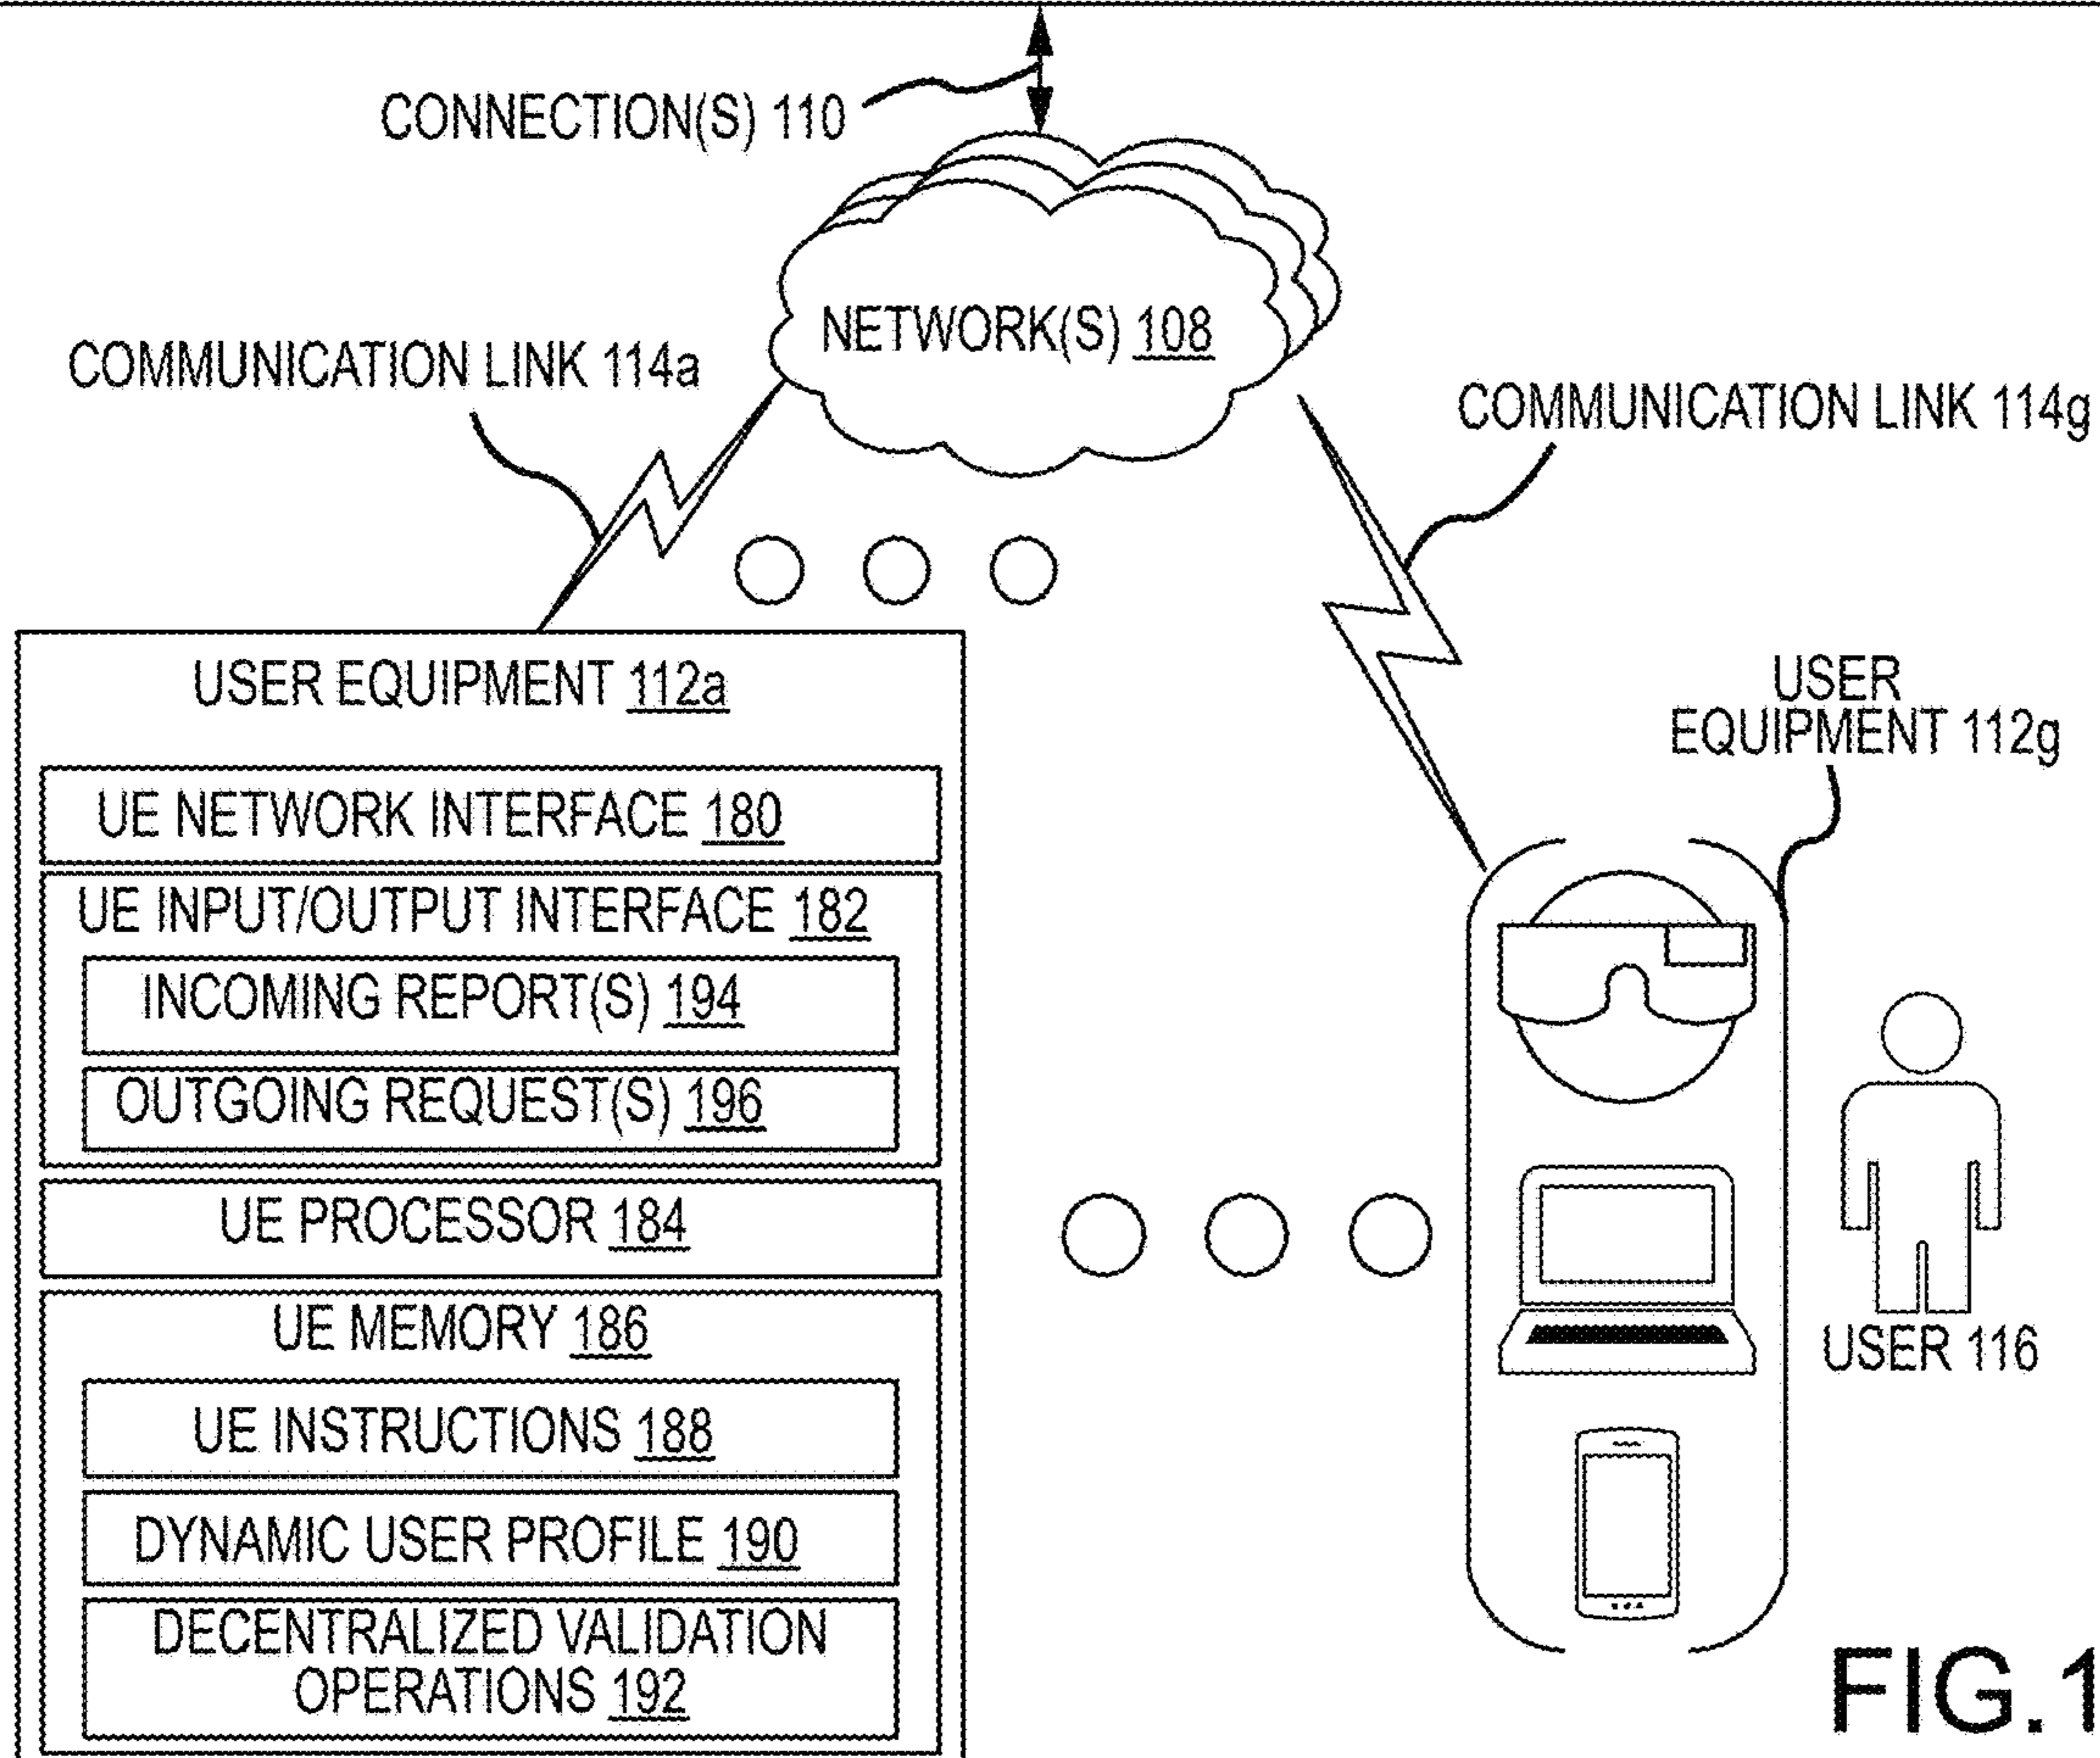 CONNECTION(S) 110
NETWORK(S) 108
COMMUNICATION LINK 114a
COMMUNICATION LINK 114g
USER EQUIPMENT 112a
UE NETWORK INTERFACE 180
UE INPUT/OUTPUT INTERFACE 182
INCOMING REPORT(S) 194
OUTGOING REQUEST(S) 196
UE PROCESSOR 184
UE MEMORY 186
UE INSTRUCTIONS 188
DYNAMIC USER PROFILE 190
DECENTRALIZED VALIDATION
OPERATIONS 192
USER
EQUIPMENT 112g
USER 116
FIG.1